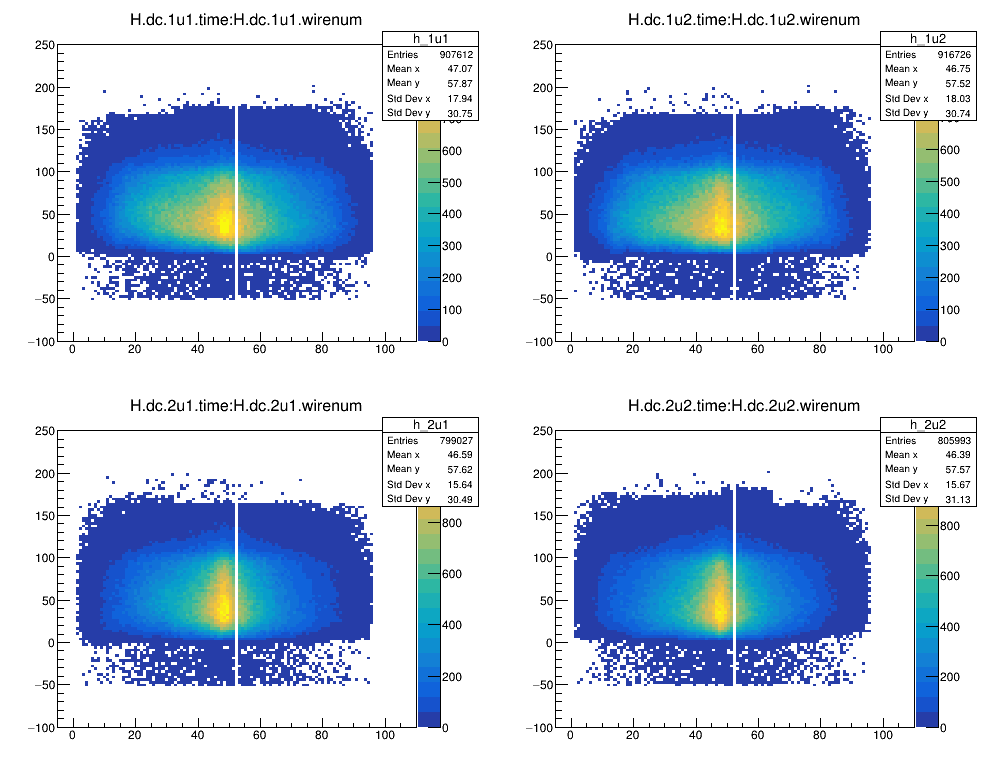 H.dc.1u1.time:H.dc.1u1.wirenum
h_1u1
Entries 907612
Mean x 47.07
Mean y 57.87
Std Dev x 17.94
Std Dev y 30.75
250
200
150
100
50
0
−50
−100
0 20 40 60 80 100
600
500
400
300
200
100
0
H.dc.1u2.time:H.dc.1u2.wirenum
h_1u2
Entries 916726
Mean x 46.75
Mean y 57.52
Std Dev x 18.03
Std Dev y 30.74
250
200
150
100
50
0
−50
−100
0 20 40 60 80 100
600
500
400
300
200
100
0
H.dc.2u1.time:H.dc.2u1.wirenum
h_2u1
Entries 799027
Mean x 46.59
Mean y 57.62
Std Dev x 15.64
Std Dev y 30.49
250
200
150
100
50
0
−50
−100
0 20 40 60 80 100
800
600
400
200
0
H.dc.2u2.time:H.dc.2u2.wirenum
h_2u2
Entries 805993
Mean x 46.39
Mean y 57.57
Std Dev x 15.67
Std Dev y 31.13
250
200
150
100
50
0
−50
−100
0 20 40 60 80 100
800
600
400
200
0